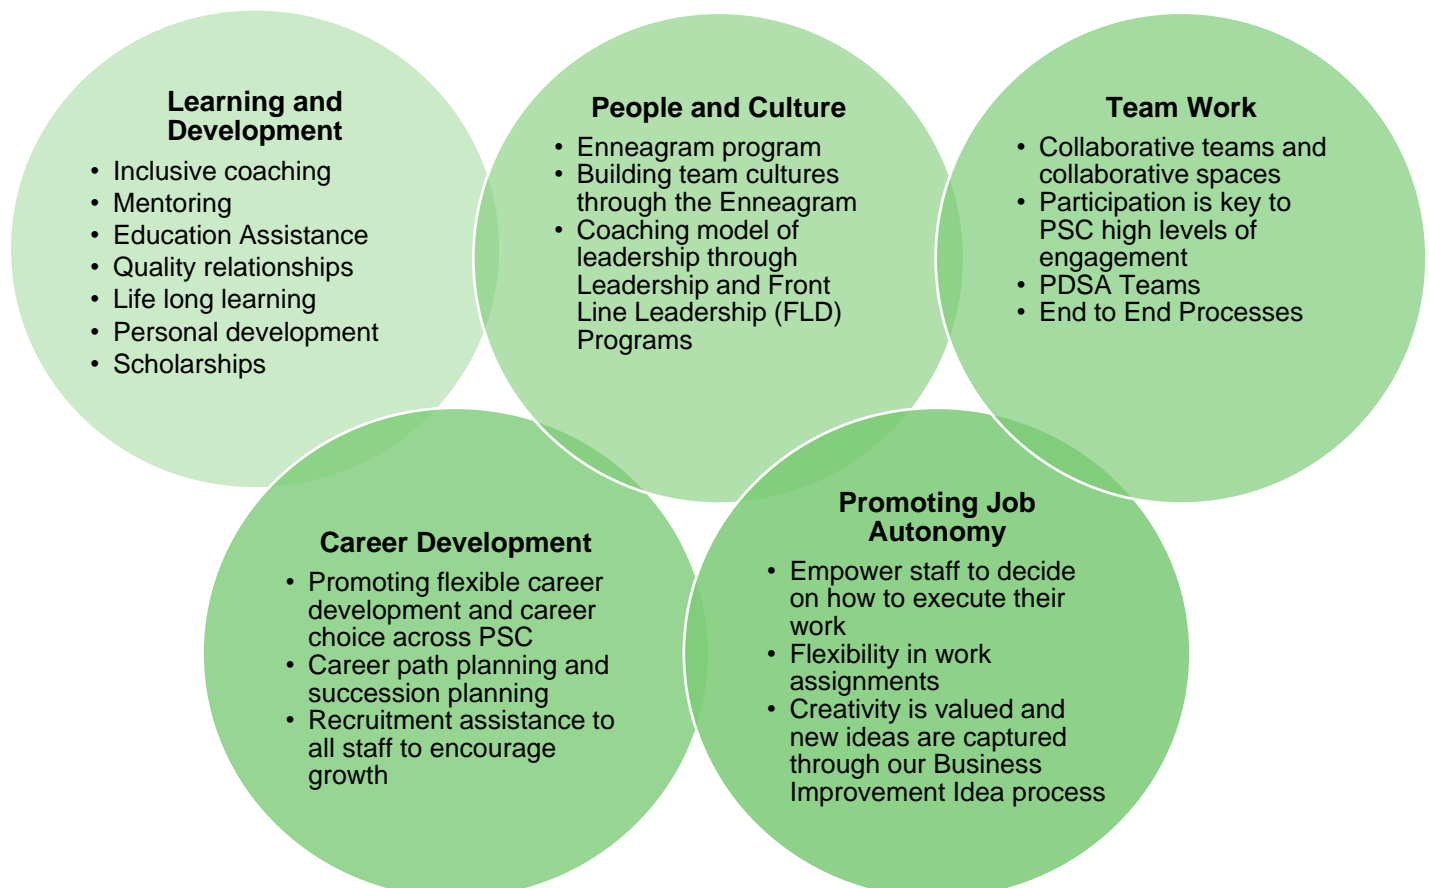 Learning and
Development
• Inclusive coaching
• Mentoring
• Education Assistance
• Quality relationships
• Life long learning
• Personal development
• Scholarships
People and Culture
• Enneagram program
• Building team cultures
through the Enneagram
• Coaching model of
leadership through
Leadership and Front
Line Leadership (FLD)
Programs
Team Work
• Collaborative teams and
collaborative spaces
• Participation is key to
PSC high levels of
engagement
• PDSA Teams
• End to End Processes
Career Development
• Promoting flexible career
development and career
choice across PSC
• Career path planning and
succession planning
• Recruitment assistance to
all staff to encourage
growth
Promoting Job
Autonomy
• Empower staff to decide
on how to execute their
work
• Flexibility in work
assignments
• Creativity is valued and
new ideas are captured
through our Business
Improvement Idea process